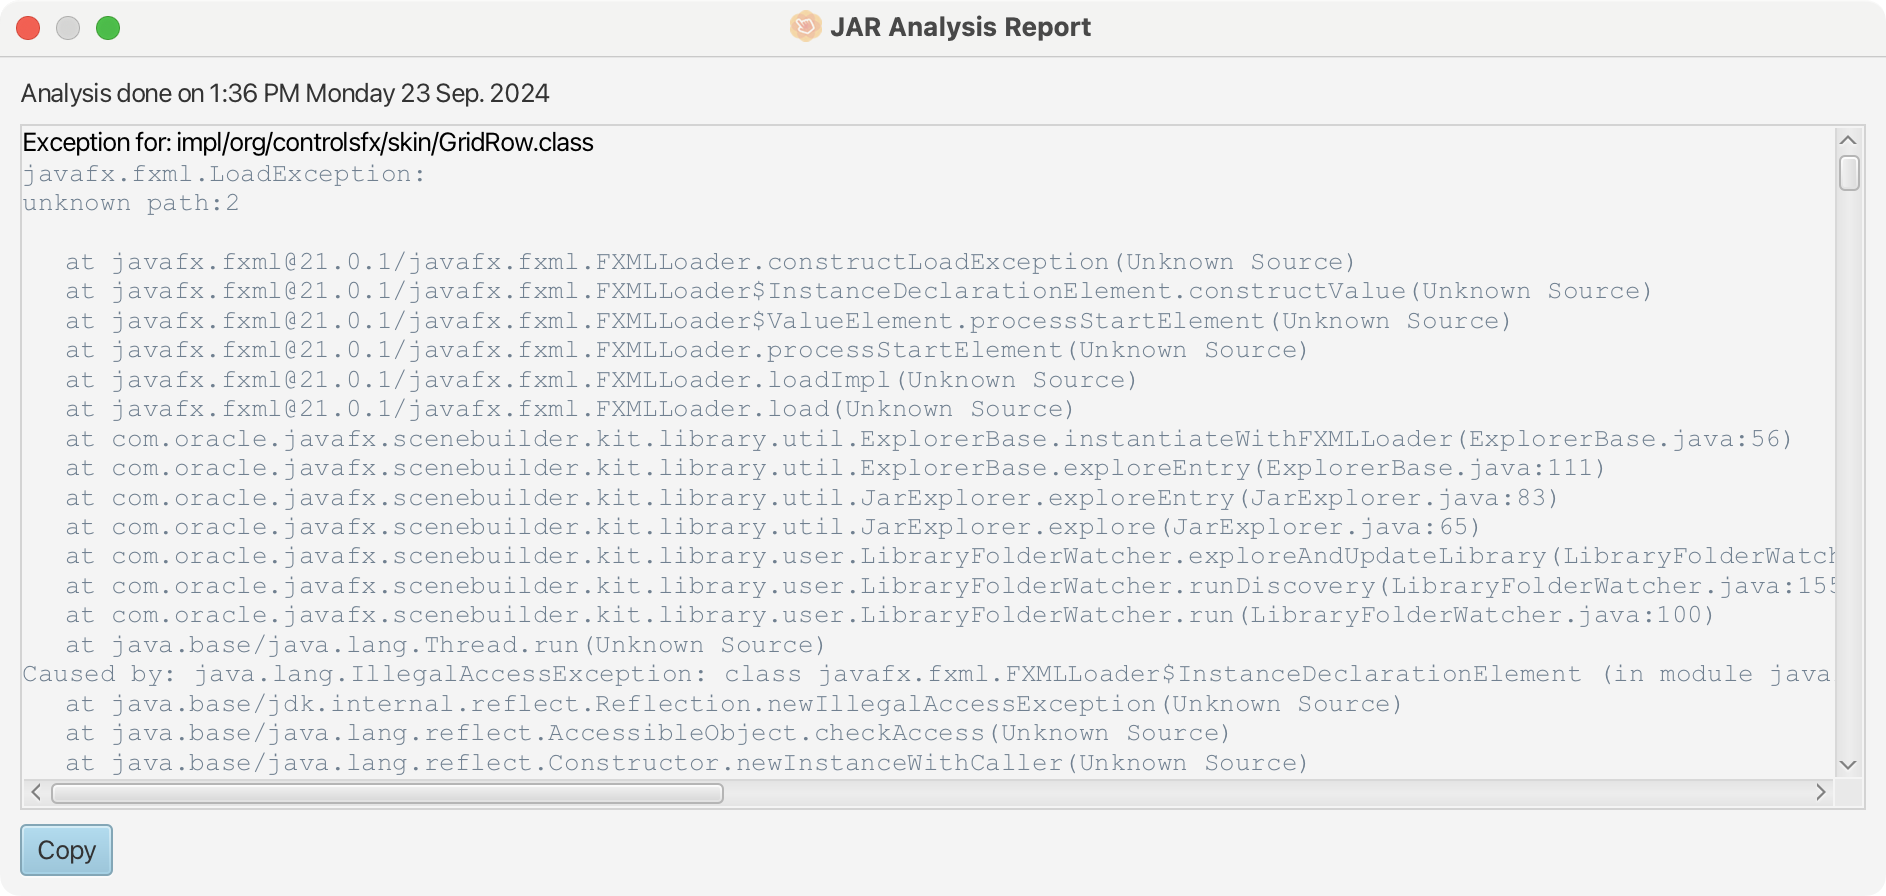 JAR Analysis Report
Analysis done on 1:36 PM Monday 23 Sep. 2024
Exception for: impl/org/controlsfx/skin/GridRow.class
javafx.fxml.LoadException:
unknown path:2
at javafx.fxml@21.0.1/javafx.fxml.FXMLLoader.constructLoadException(Unknown Source)
at javafx.fxml@21.0.1/javafx.fxml.FXMLLoader$InstanceDeclarationElement.constructValue(Unknown Source)
at javafx.fxml@21.0.1/javafx.fxml.FXMLLoader$ValueElement.processStartElement(Unknown Source)
at javafx.fxml@21.0.1/javafx.fxml.FXMLLoader.processStartElement(Unknown Source)
at javafx.fxml@21.0.1/javafx.fxml.FXMLLoader.loadImpl(Unknown Source)
at javafx.fxml@21.0.1/javafx.fxml.FXMLLoader.load(Unknown Source)
at com.oracle.javafx.scenebuilder.kit.library.util.ExplorerBase.instantiateWithFXMLLoader(ExplorerBase.java:56)
at com.oracle.javafx.scenebuilder.kit.library.util.ExplorerBase.exploreEntry(ExplorerBase.java:111)
at com.oracle.javafx.scenebuilder.kit.library.util.JarExplorer.exploreEntry(JarExplorer.java:83)
at com.oracle.javafx.scenebuilder.kit.library.util.JarExplorer.explore(JarExplorer.java:65)
at com.oracle.javafx.scenebuilder.kit.library.user.LibraryFolderWatcher.exploreAndUpdateLibrary(LibraryFolderWatch
at com.oracle.javafx.scenebuilder.kit.library.user.LibraryFolderWatcher.runDiscovery(LibraryFolderWatcher.java:155
at com.oracle.javafx.scenebuilder.kit.library.user.LibraryFolderWatcher.run(LibraryFolderWatcher.java:100)
at java.base/java.lang.Thread.run(Unknown Source)
Caused by: java.lang.IllegalAccessException: class javafx.fxml.FXMLLoader$InstanceDeclarationElement (in module java
at java.base/jdk.internal.reflect.Reflection.newIllegalAccessException(Unknown Source)
at java.base/java.lang.reflect.AccessibleObject.checkAccess(Unknown Source)
at java.base/java.lang.reflect.Constructor.newInstanceWithCaller(Unknown Source)
Copy